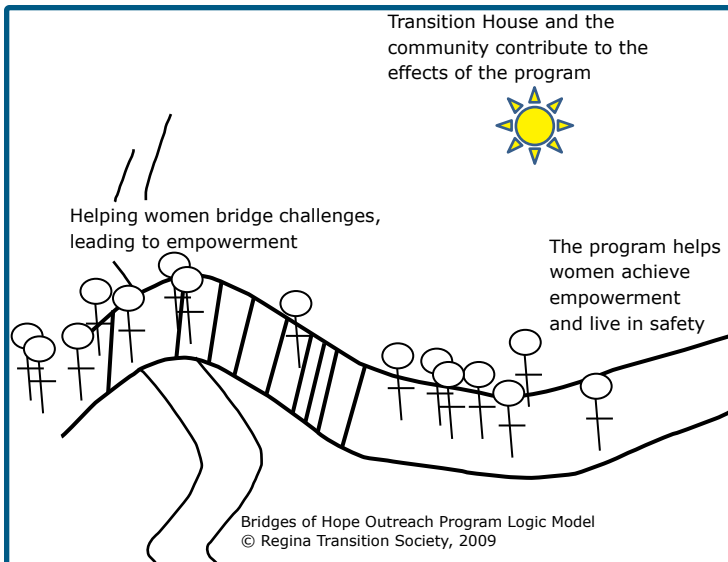 Transition House and the
community contribute to the
effects of the program
Helping women bridge challenges,
leading to empowerment
The program helps
women achieve
empowerment
and live in safety
Bridges of Hope Outreach Program Logic Model
© Regina Transition Society, 2009